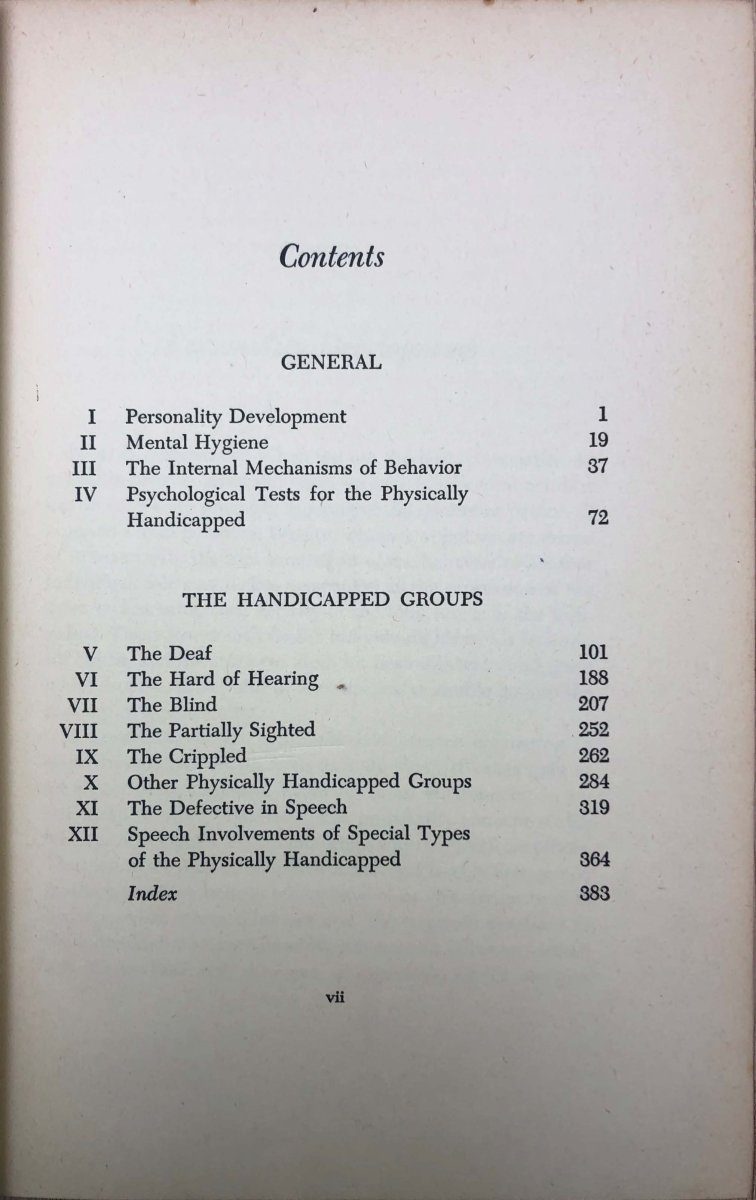 Contents
GENERAL
I Personality Development 1
II Mental Hygiene 19
III The Internal Mechanisms of Behavior 37
IV Psychological Tests for the Physically
Handicapped 72
THE HANDICAPPED GROUPS
V The Deaf 101
VI The Hard of Hearing 188
VII The Blind 207
VIII The Partially Sighted 252
IX The Crippled 262
X Other Physically Handicapped Groups 284
XI The Defective in Speech 319
XII Speech Involvements of Special Types
of the Physically Handicapped 364
Index 383
vii